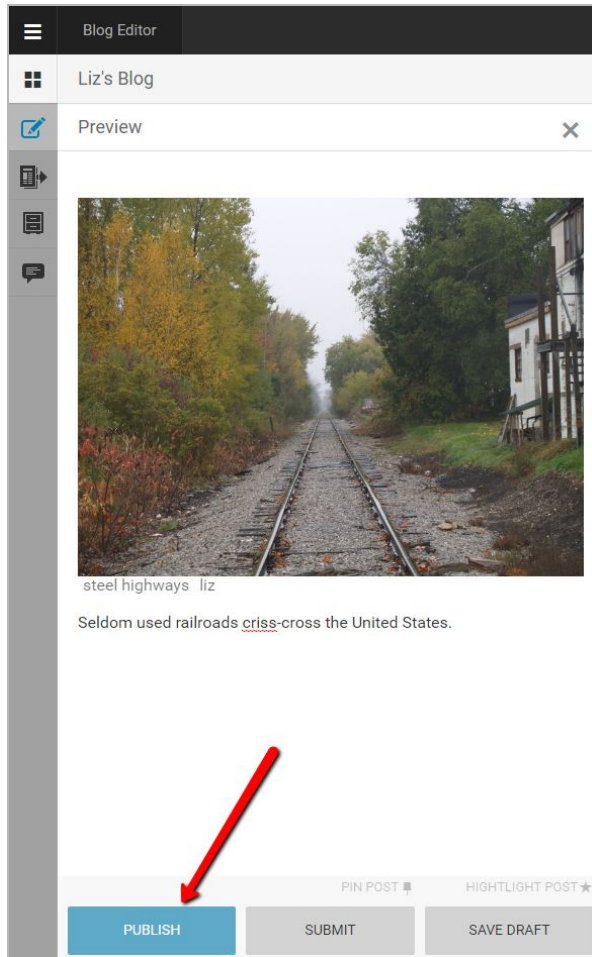 Blog Editor
Liz's Blog
Preview
steel highways liz
Seldom used railroads criss-cross the United States.
PIN POST HIGHTLIGHT POST
PUBLISH SUBMIT SAVE DRAFT